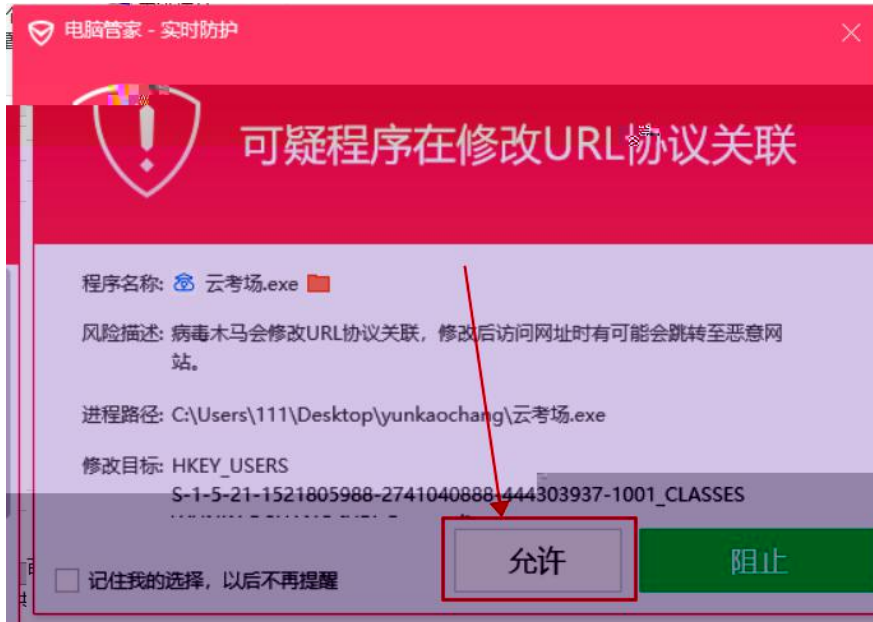 电脑管家 - 实时防护
可疑程序在修改URL协议关联
程序名称: 云考场.exe
风险描述: 病毒木马会修改URL协议关联，修改后访问网址时有可能会跳转至恶意网
站。
进程路径: C:\Users\111\Desktop\yunkaochang\云考场.exe
修改目标: HKEY_USERS
S-1-5-21-1521805988-2741040888-444303937-1001_CLASSES
记住我的选择，以后不再提醒
允许
阻止